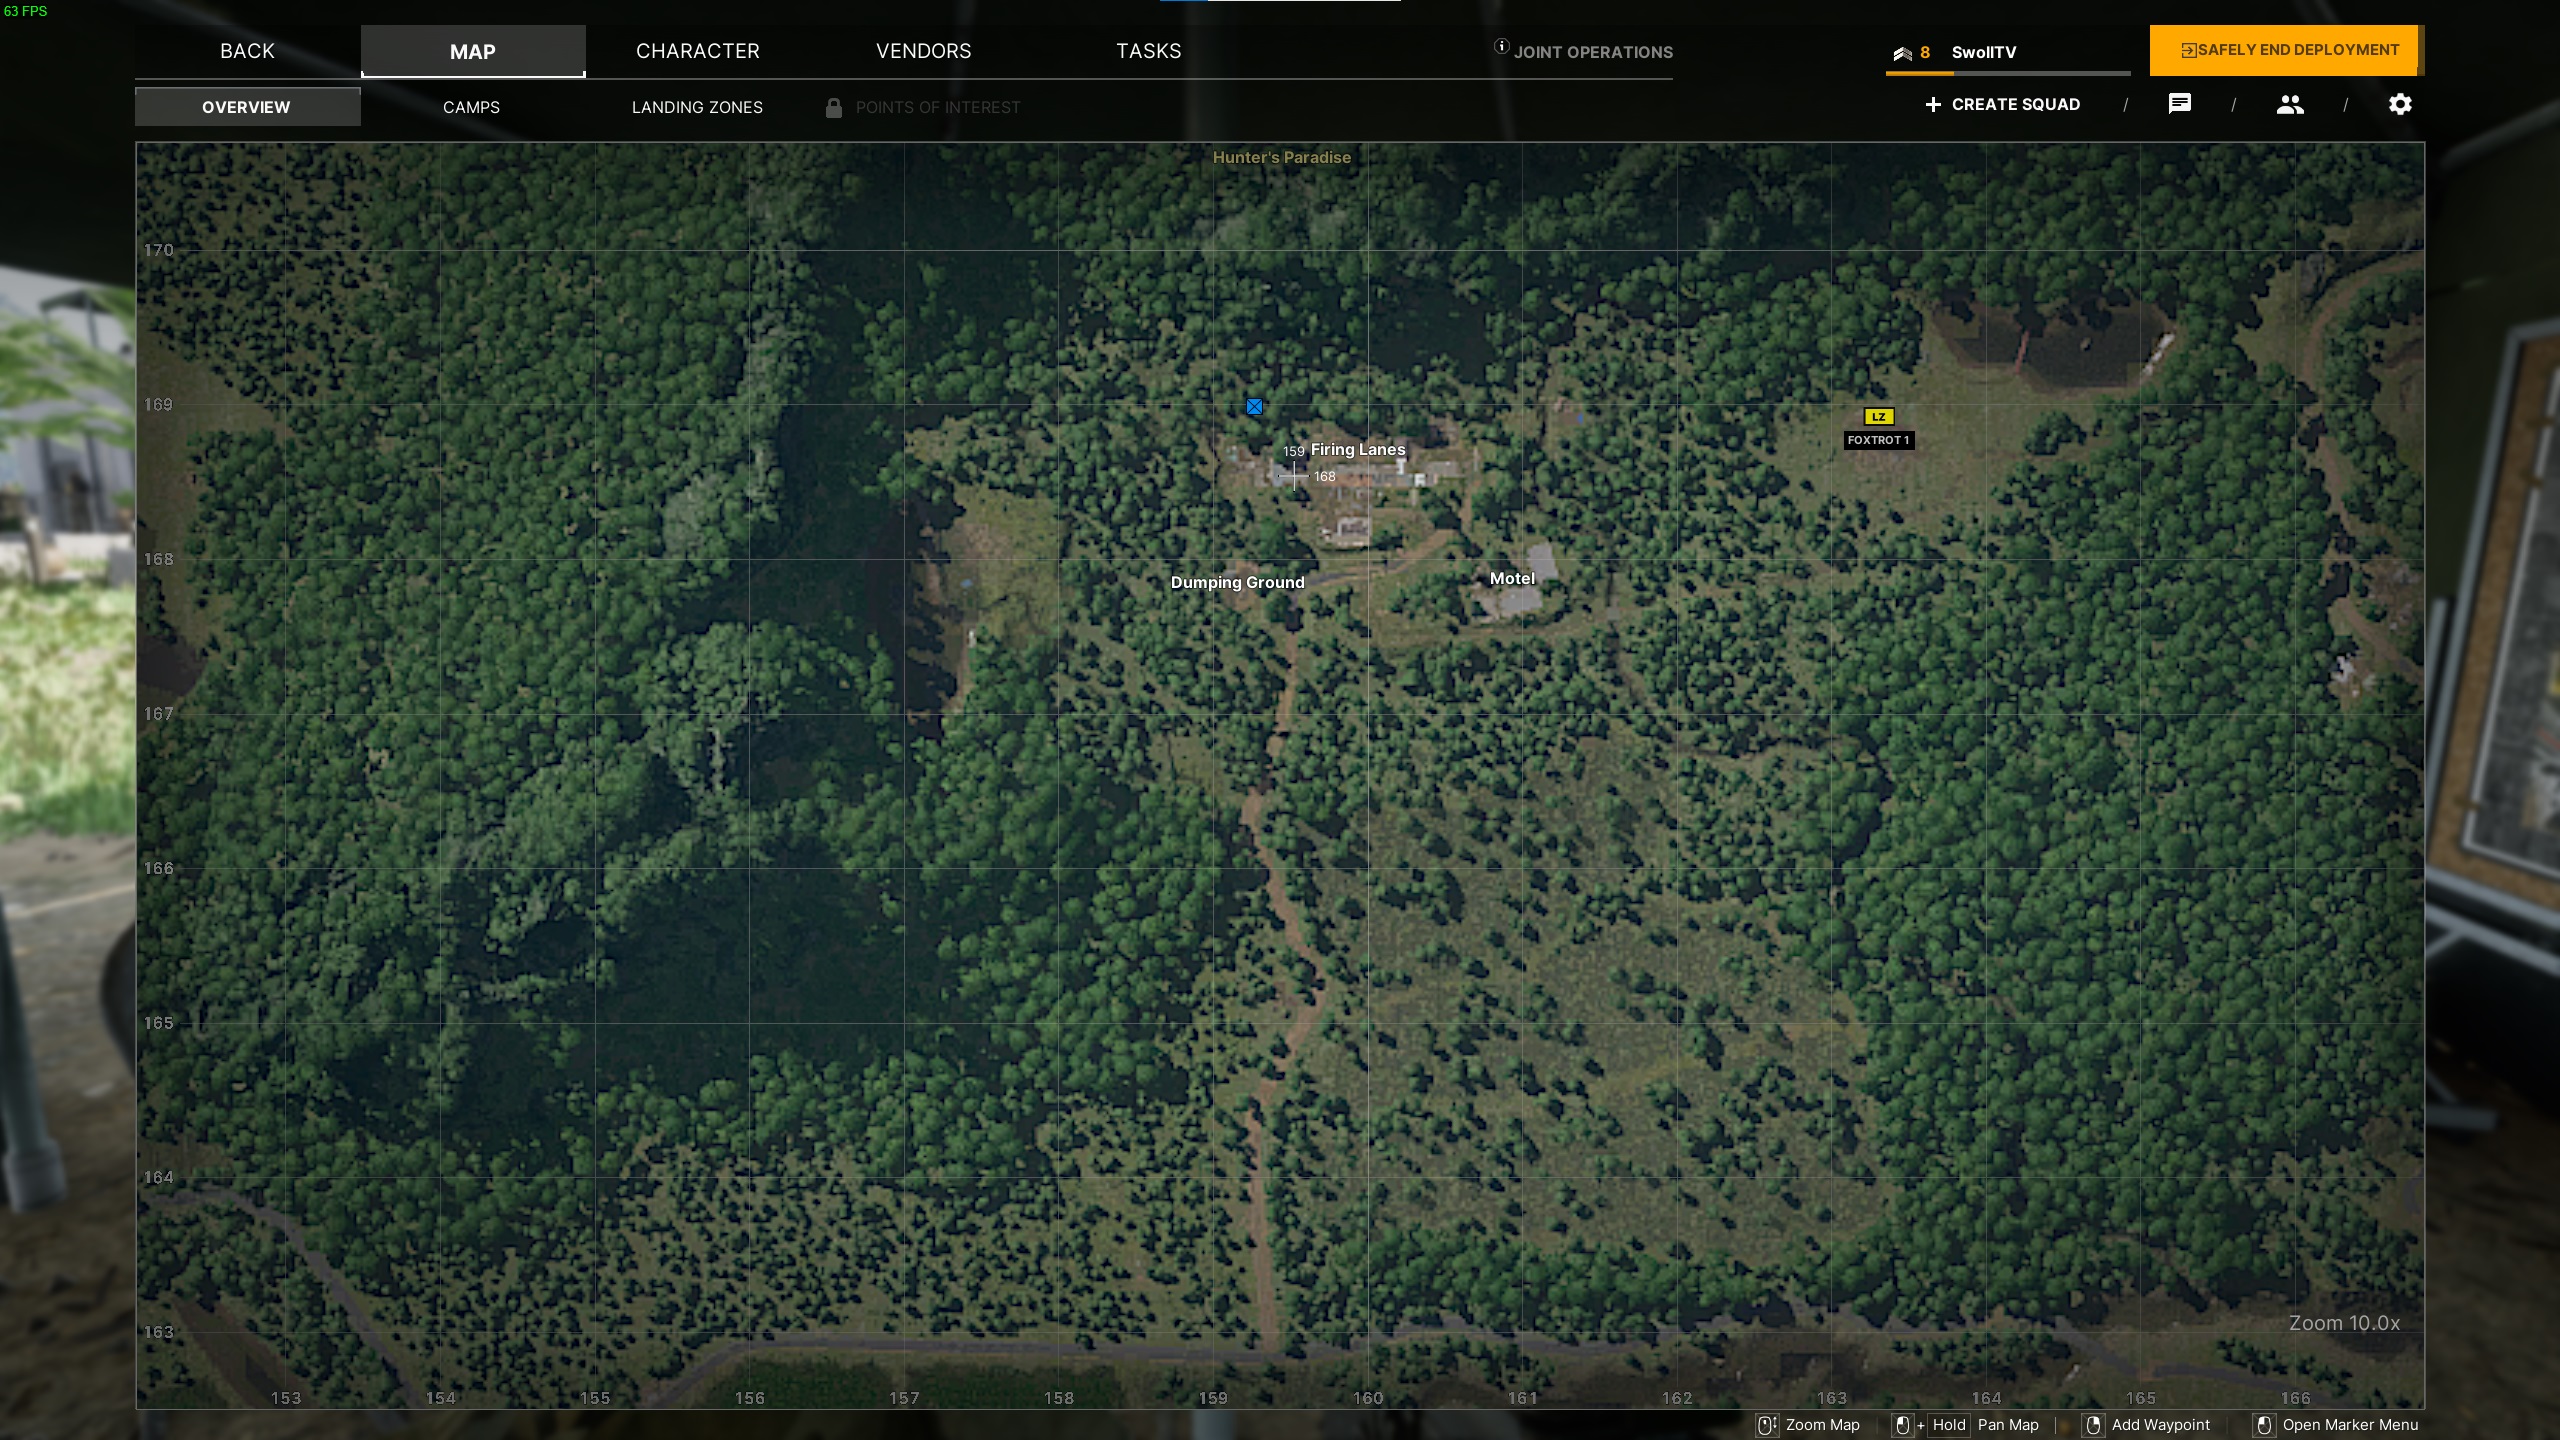 63 FPS
BACK
MAP
CHARACTER
VENDORS
TASKS
JOINT OPERATIONS
8 SwollTV
SAFELY END DEPLOYMENT
OVERVIEW
CAMPS
LANDING ZONES
POINTS OF INTEREST
+ CREATE SQUAD / / /
Hunter's Paradise
170
169
LZ
FOXTROT 1
159 Firing Lanes
168
168
Dumping Ground
Motel
167
166
165
164
163
Zoom 10.0x
153 154 155 156 157 158 159 160 161 162 163 164 165 166
Zoom Map
+ Hold Pan Map
Add Waypoint
Open Marker Menu